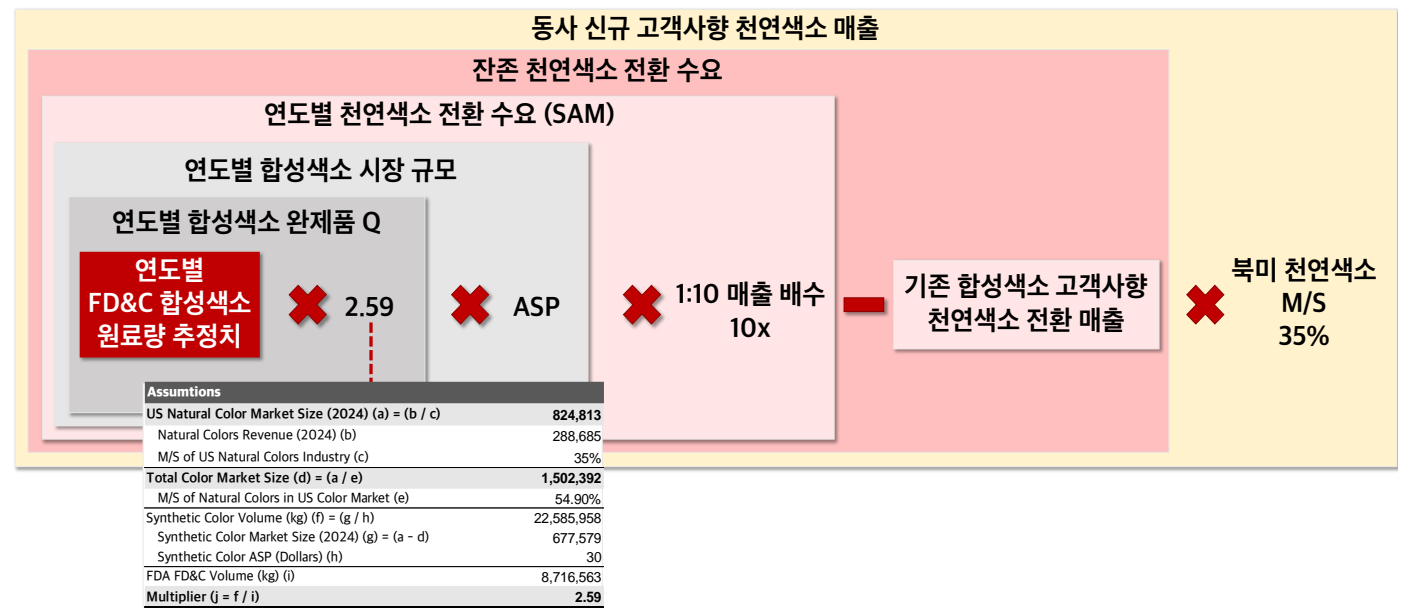 동사 신규 고객사향 천연색소 매출
잔존 천연색소 전환 수요
연도별 천연색소 전환 수요 (SAM)
연도별 합성색소 시장 규모
연도별 합성색소 완제품 Q
연도별
FD&C 합성색소
원료량 추정치
2.59
ASP
1:10 매출 배수
10x
기존 합성색소 고객사향
천연색소 전환 매출
북미 천연색소
M/S
35%
Assumtions
US Natural Color Market Size (2024) (a) = (b / c) 824,813
Natural Colors Revenue (2024) (b) 288,685
M/S of US Natural Colors Industry (c) 35%
Total Color Market Size (d) = (a / e) 1,502,392
M/S of Natural Colors in US Color Market (e) 54.90%
Synthetic Color Volume (kg) (f) = (g / h) 22,585,958
Synthetic Color Market Size (2024) (g) = (a - d) 677,579
Synthetic Color ASP (Dollars) (h) 30
FDA FD&C Volume (kg) (i) 8,716,563
Multiplier (j = f / i) 2.59